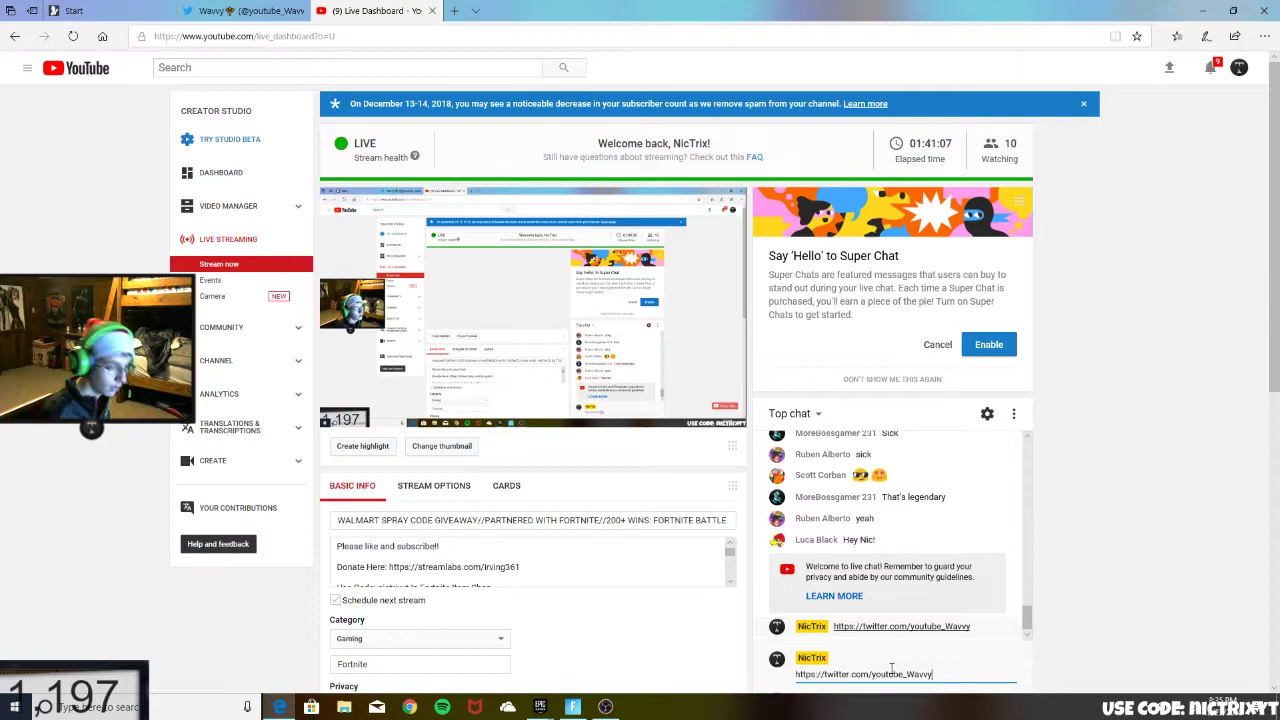 Start
Wavvy🐝 (@youtube_Wavv
(9) Live Dashboard - Yo
https://www.youtube.com/live_dashboard?o=U
YouTube
Search
9
CREATOR STUDIO
TRY STUDIO BETA
DASHBOARD
VIDEO MANAGER
LIVE STREAMING
Stream now
Events
Camera
NEW
COMMUNITY
CHANNEL
ANALYTICS
TRANSLATIONS &
TRANSCRIPTIONS
CREATE
YOUR CONTRIBUTIONS
Help and feedback
On December 13-14, 2018, you may see a noticeable decrease in your subscriber count as we remove spam from your channel. Learn more
LIVE
Stream health
Welcome back, NicTrix!
Still have questions about streaming? Check out this FAQ.
01:41:07
Elapsed time
10
Watching
Say 'Hello' to Super Chat
Super Chats are featured messages that users can buy to
stand out during your live chat. Each time a Super Chat is
purchased, you'll earn a piece of the pie! Turn on Super
Chats to get started.
Cancel
Enable
DON'T SHOW ME THIS AGAIN
Create highlight
Change thumbnail
BASIC INFO
STREAM OPTIONS
CARDS
WALMART SPRAY CODE GIVEAWAY//PARTNERED WITH FORTNITE//200+ WINS: FORTNITE BATTLE
Please like and subscribe!!
Donate Here: https://streamlabs.com/irving361
Schedule next stream
Category
Gaming
Fortnite
Privacy
Top chat
MoreBossgamer 231 Sick
Ruben Alberto sick
Scott Corban 😎😍
MoreBossgamer 231 That's legendary
Ruben Alberto yeah
Luca Black Hey Nic!
Welcome to live chat! Remember to guard your
privacy and abide by our community guidelines.
LEARN MORE
NicTrix https://twitter.com/youtube_Wavvy
NicTrix
https://twitter.com/youtube_Wavvy
1,197
Type here to searc
USE CODE: NICTRIXYT